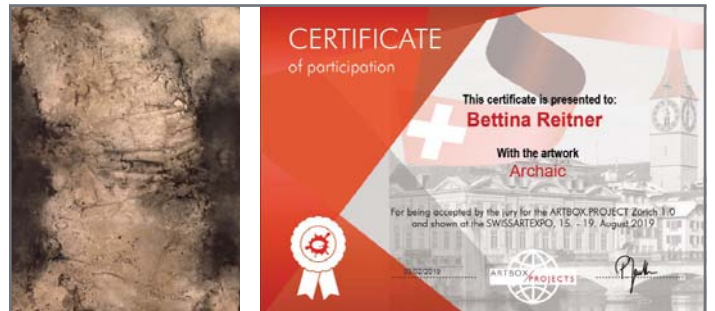 CERTIFICATE
of participation
This certificate is presented to:
Bettina Reitner
With the artwork
Archaic
For being accepted by the jury for the ARTBOX.PROJECT Zürich 1.0
and shown at the SWISSARTEXPO, 15. - 19. August 2019
ARTBOX
PROJECTS